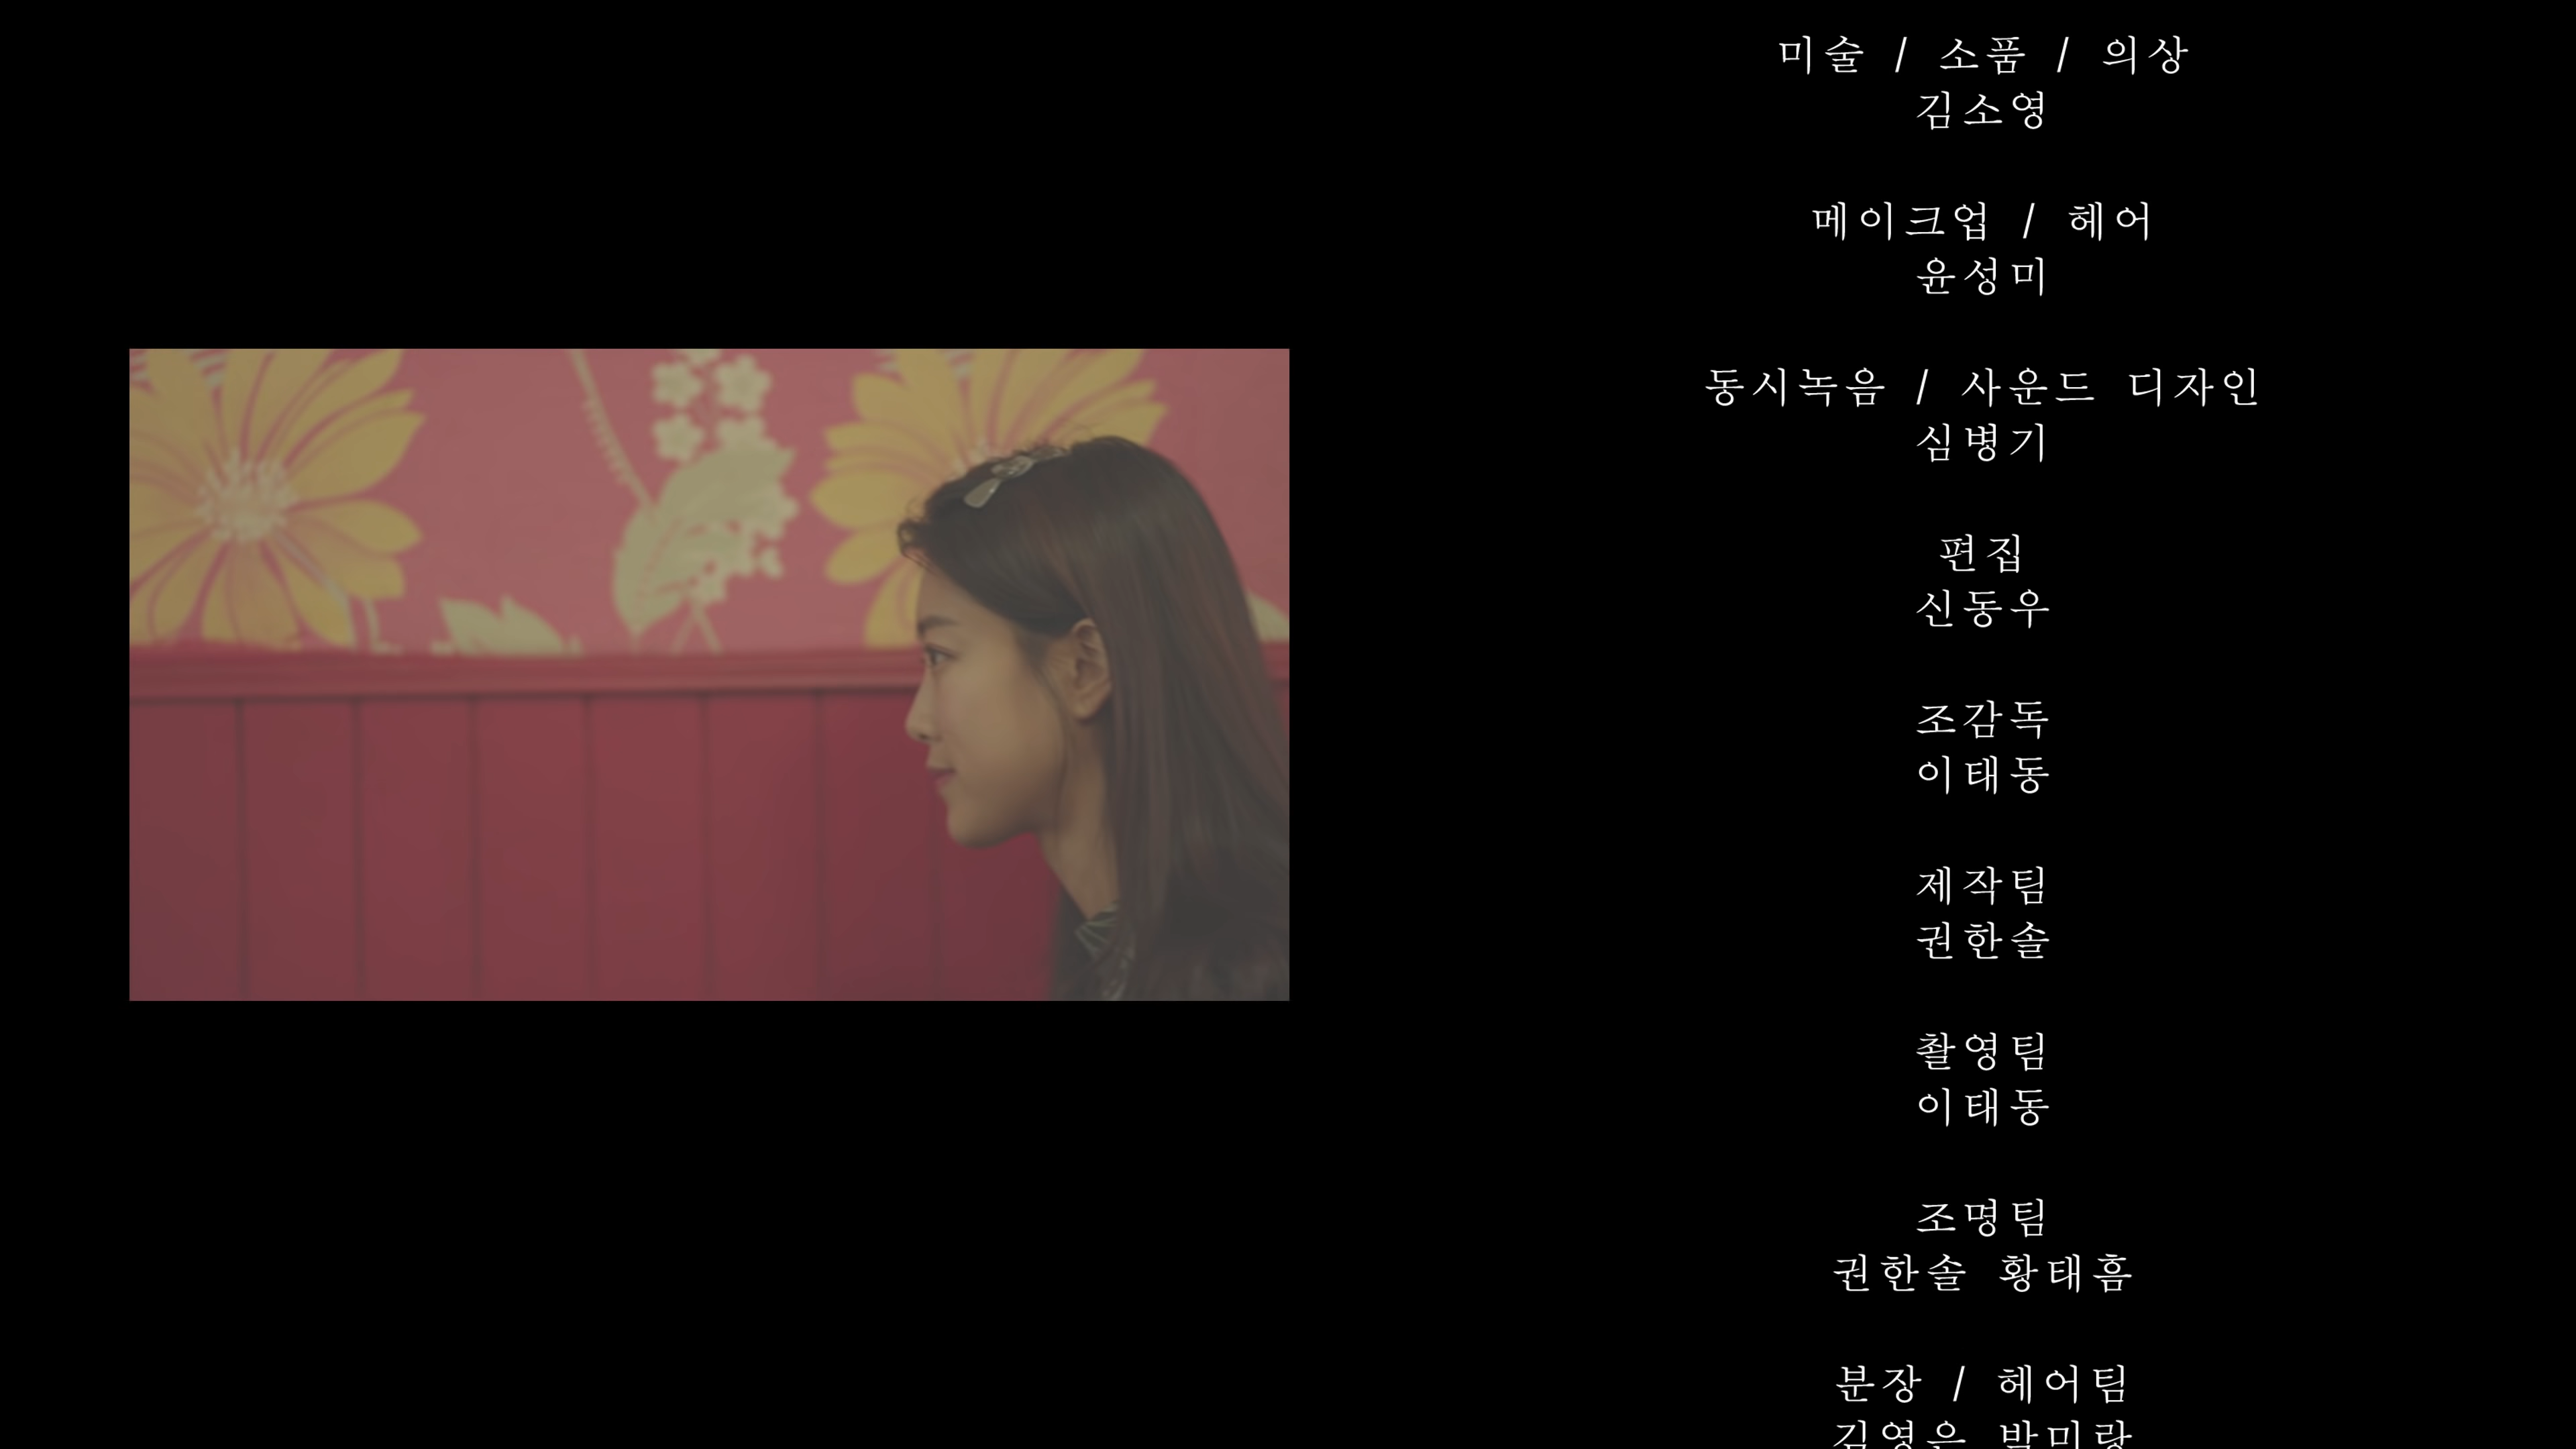 미술 / 소품 / 의상
김소영
메이크업 / 헤어
윤성미
동시녹음 / 사운드 디자인
심병기
편집
신동우
조감독
이태동
제작팀
권한솔
촬영팀
이태동
조명팀
권한솔 황태흠
분장 / 헤어팀